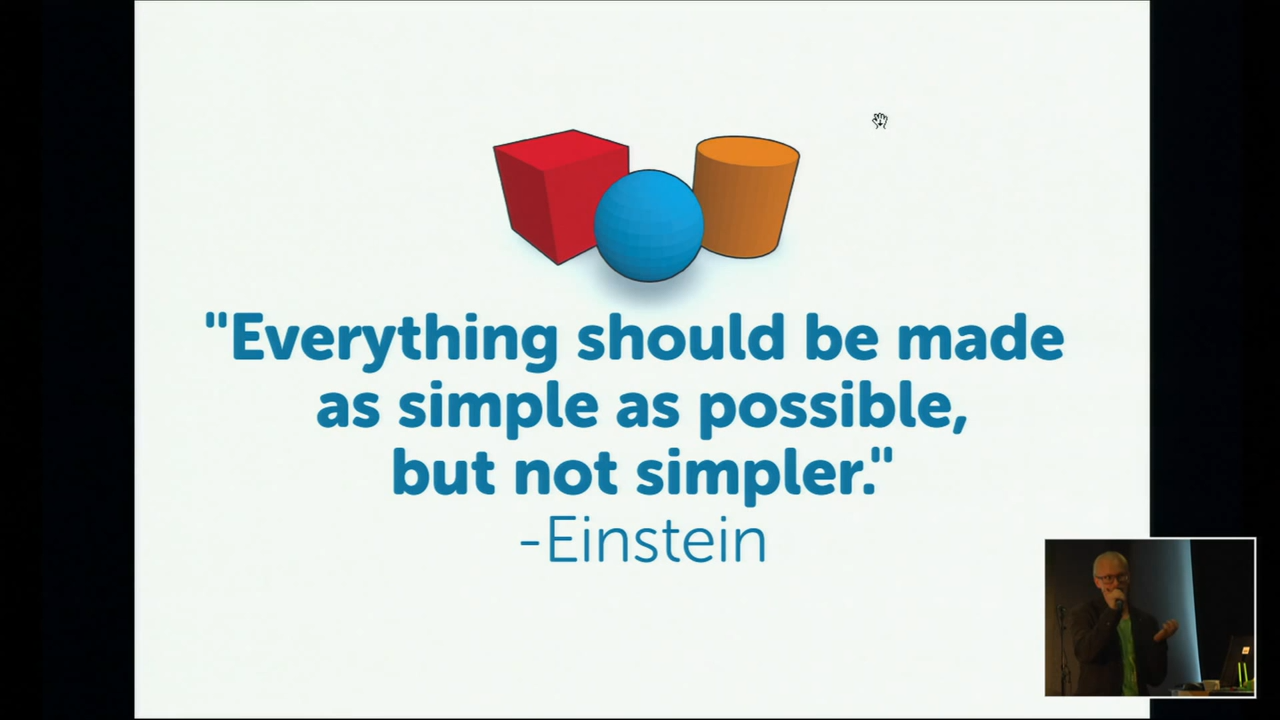 "Everything should be made
as simple as possible,
but not simpler."
-Einstein